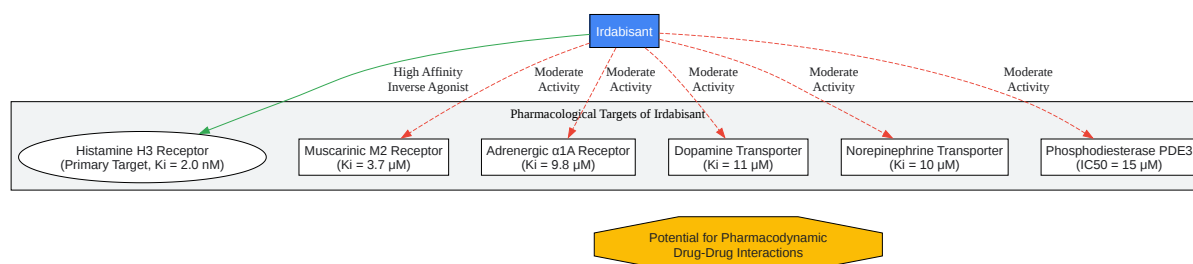 Irdabisant
High Affinity
Inverse Agonist
Moderate
Activity
Moderate
Activity
Moderate
Activity
Moderate
Activity
Moderate
Activity
Pharmacological Targets of Irdabisant
Histamine H3 Receptor
(Primary Target, Ki = 2.0 nM)
Muscarinic M2 Receptor
(Ki = 3.7 μM)
Adrenergic α1A Receptor
(Ki = 9.8 μM)
Dopamine Transporter
(Ki = 11 μM)
Norepinephrine Transporter
(Ki = 10 μM)
Phosphodiesterase PDE3
(IC50 = 15 μM)
Potential for Pharmacodynamic
Drug-Drug Interactions